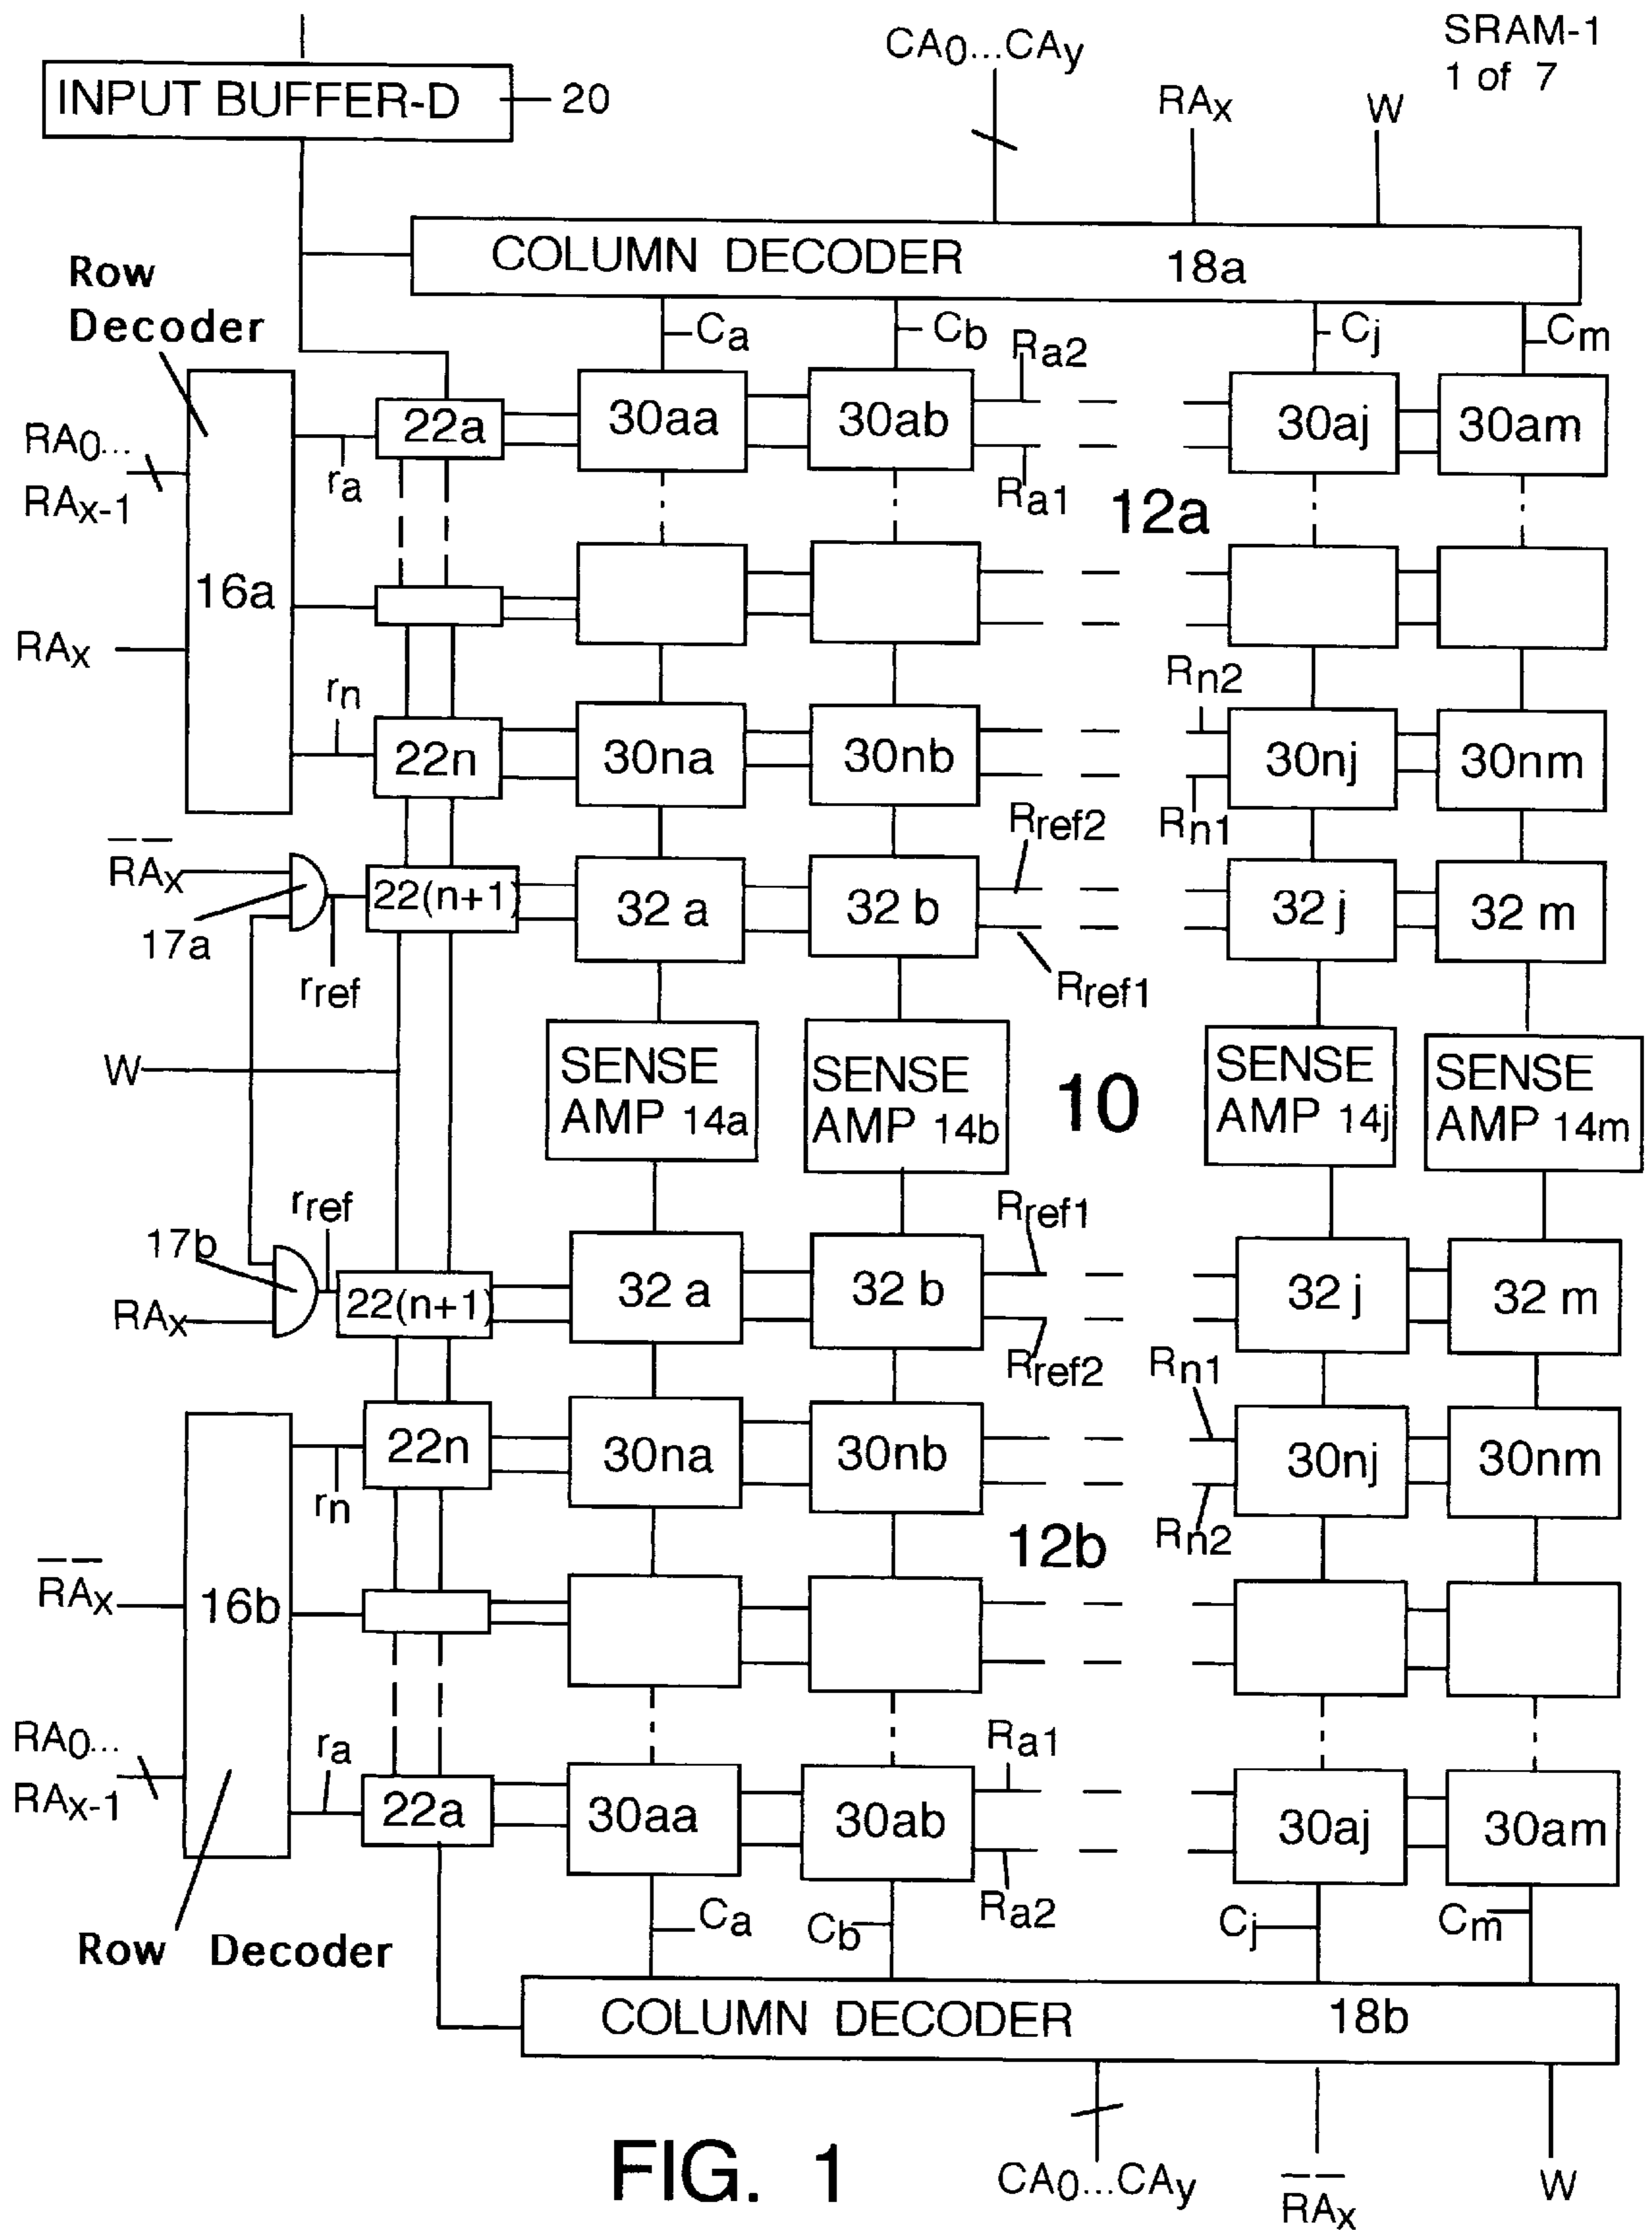 SRAM-1
1 of 7
CA0...CAy
INPUT BUFFER-D
20
RAx
W
COLUMN DECODER 18a
Row
Decoder
Ca
Cb
Ra2
Cj
Cm
RA0...
RAx-1
ra
22a
30aa
30ab
30aj
30am
Ra1
12a
16a
RAx
rn
Rn2
22n
30na
30nb
30nj
30nm
Rn1
Rref2
RAx
22(n+1)
32 a
32 b
32 j
32 m
17a
rref
Rref1
W
SENSE
AMP 14a
SENSE
AMP 14b
10
SENSE
AMP 14j
SENSE
AMP 14m
rref
Rref1
17b
RAx
22(n+1)
32 a
32 b
32 j
32 m
Rref2
Rn1
22n
30na
30nb
30nj
30nm
rn
12b
Rn2
RAx
16b
RA0...
RAx-1
ra
Ra1
22a
30aa
30ab
30aj
30am
Ra2
Ca
Cb
Cj
Cm
Row Decoder
COLUMN DECODER 18b
FIG. 1
CA0...CAy
RAx
W